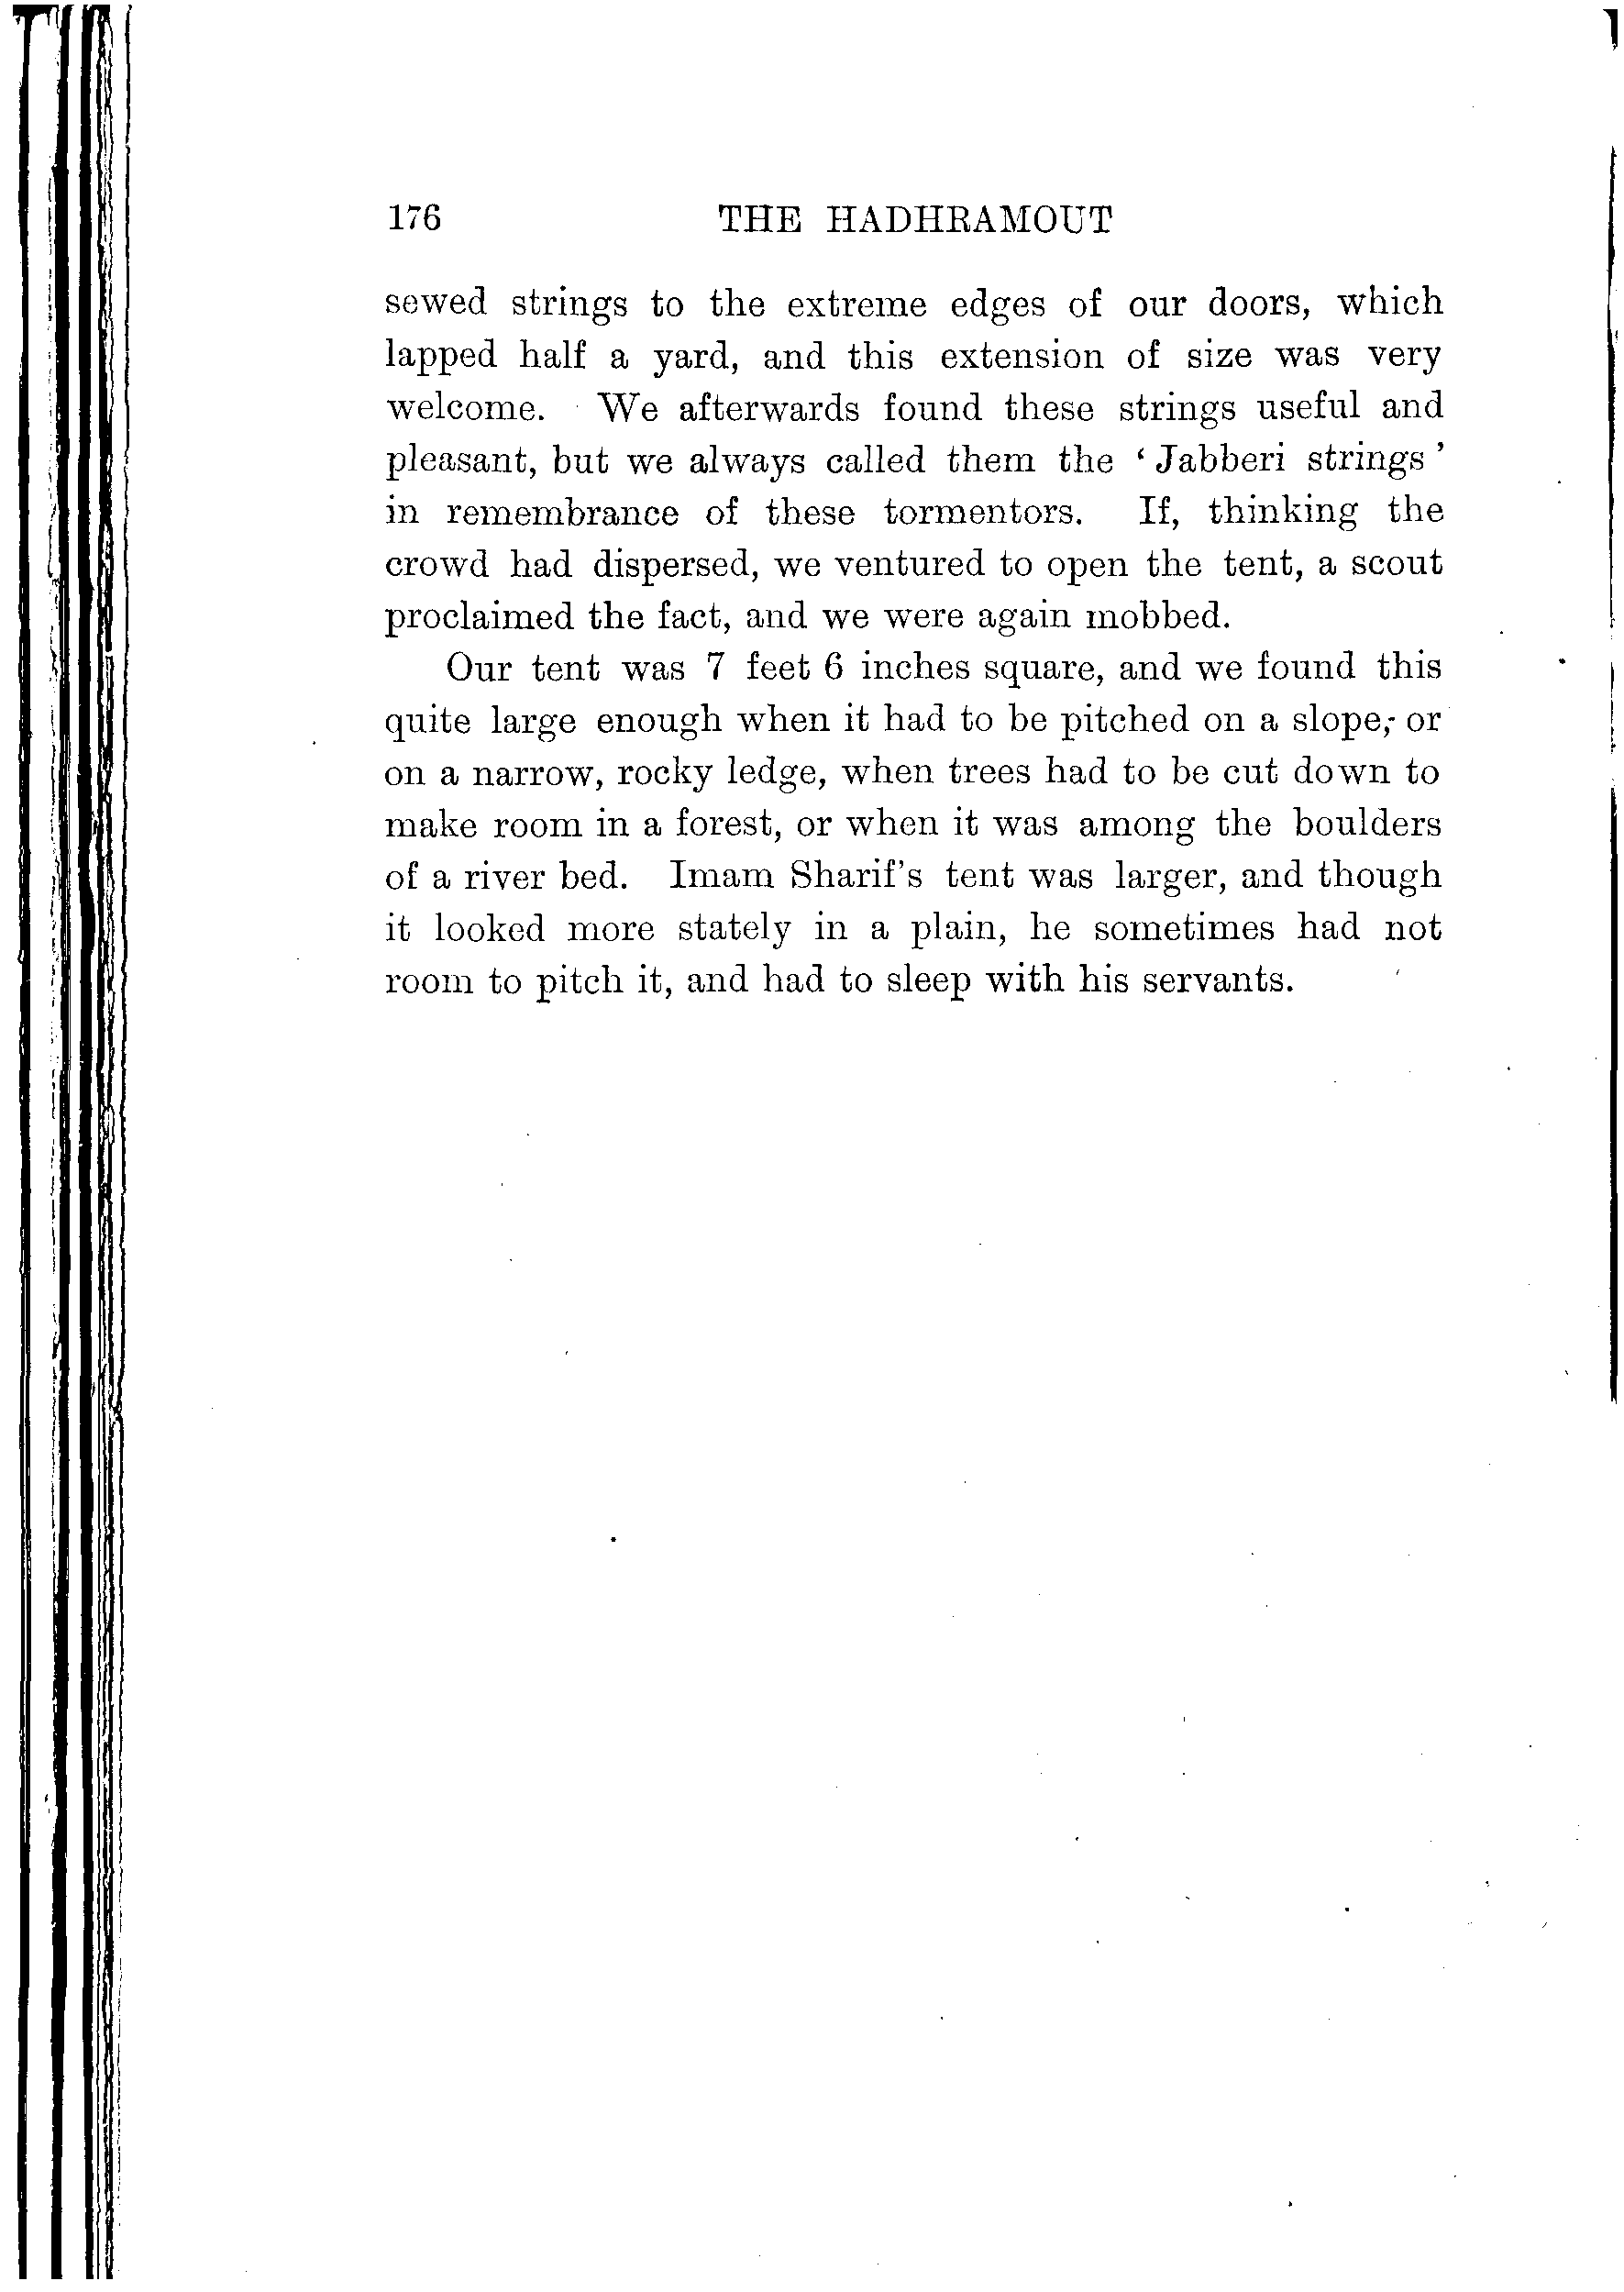 176 THE HADHRAMOUT
sewed strings to the extreme edges of our doors, which
lapped half a yard, and this extension of size was very
welcome. We afterwards found these strings useful and
pleasant, but we always called them the ‘Jabberi strings’
in remembrance of these tormentors. If, thinking the
crowd had dispersed, we ventured to open the tent, a scout
proclaimed the fact, and we were again mobbed.
Our tent was 7 feet 6 inches square, and we found this
quite large enough when it had to be pitched on a slope, or
on a narrow, rocky ledge, when trees had to be cut down to
make room in a forest, or when it was among the boulders
of a river bed. Imam Sharif's tent was larger, and though
it looked more stately in a plain, he sometimes had not
room to pitch it, and had to sleep with his servants.